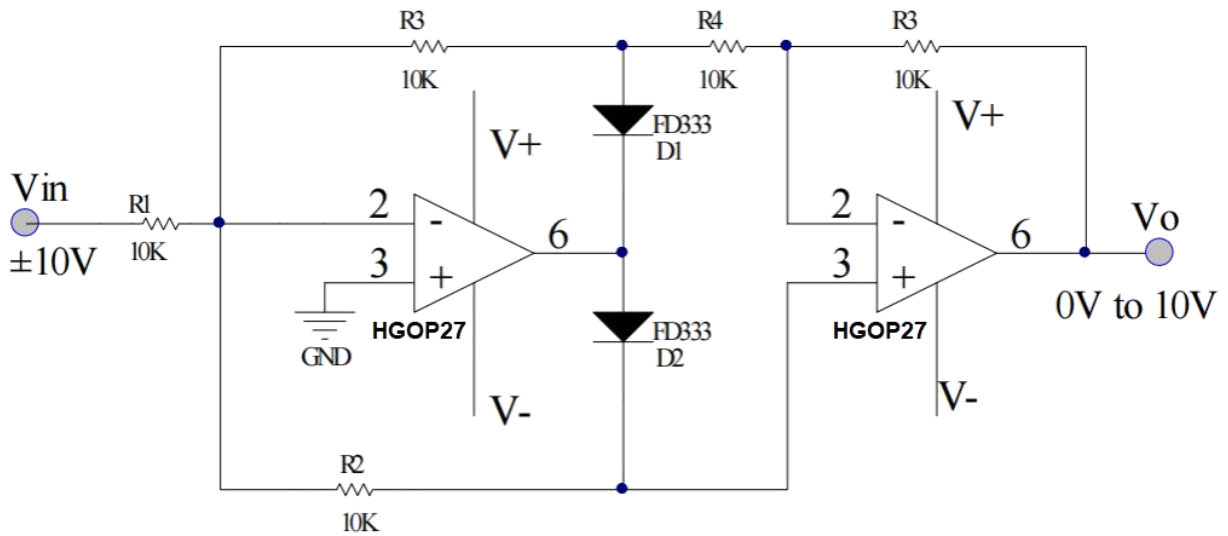 R3
10K
R4
10K
R3
10K
V+
FD333
D1
V+
Vin
±10V
R1
10K
2
-
3
+
6
HGOP27
GND
2
-
3
+
6
HGOP27
Vo
0V to 10V
FD333
D2
V-
V-
R2
10K